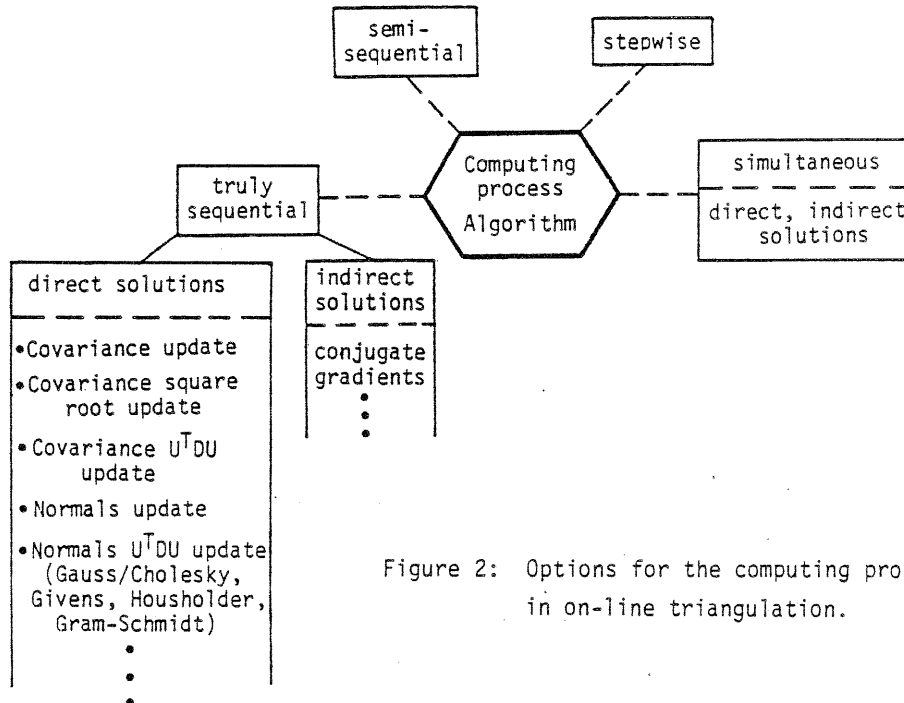 semi-
sequential
stepwise
Computing
process
Algorithm
simultaneous
direct, indirect
solutions
truly
sequential
direct solutions
•Covariance update
•Covariance square
root update
•Covariance UᵀDU
update
•Normals update
•Normals UᵀDU update
(Gauss/Cholesky,
Givens, Housholder,
Gram-Schmidt)
indirect
solutions
conjugate
gradients
Figure 2: Options for the computing pro
in on-line triangulation.